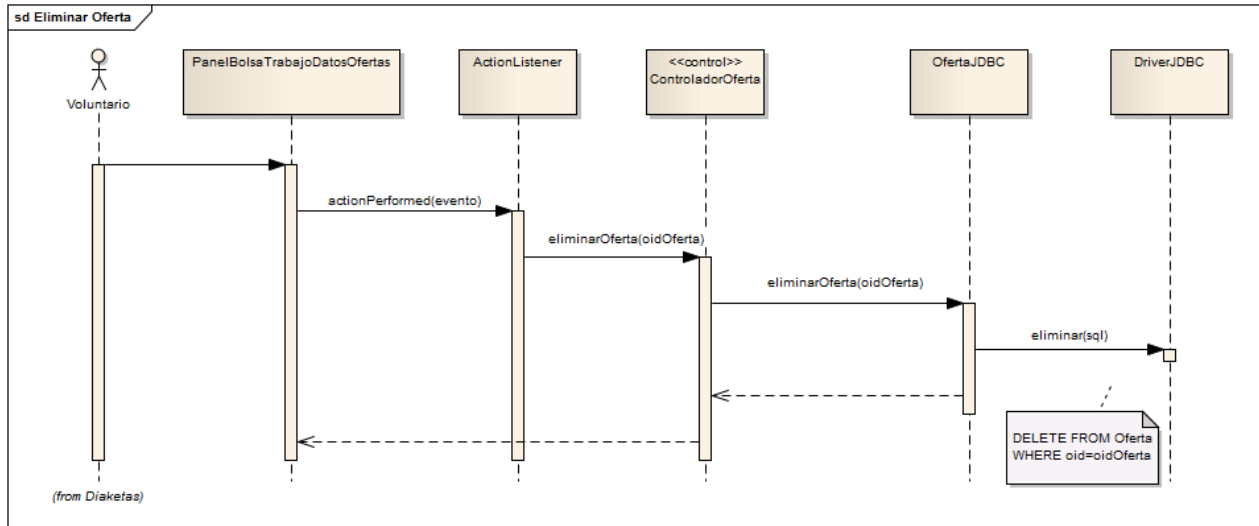 sd Eliminar Oferta
Voluntario
PanelBolsaTrabajoDatosOfertas
ActionListener
<<control>>
ControladorOferta
OfertaJDBC
DriverJDBC
actionPerformed(evento)
eliminarOferta(oidOferta)
eliminarOferta(oidOferta)
eliminar(sql)
DELETE FROM Oferta
WHERE oid=oidOferta
(from Diaketas)